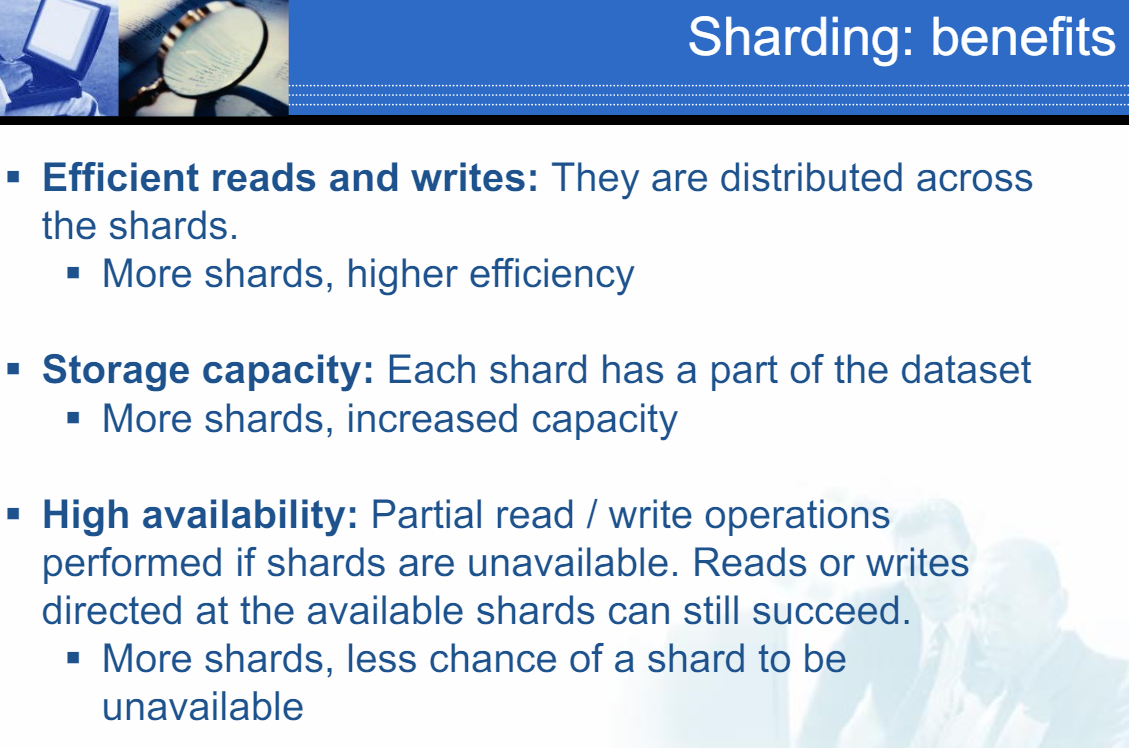 Sharding: benefits
▪ Efficient reads and writes: They are distributed across
the shards.
▪ More shards, higher efficiency
▪ Storage capacity: Each shard has a part of the dataset
▪ More shards, increased capacity
▪ High availability: Partial read / write operations
performed if shards are unavailable. Reads or writes
directed at the available shards can still succeed.
▪ More shards, less chance of a shard to be
unavailable